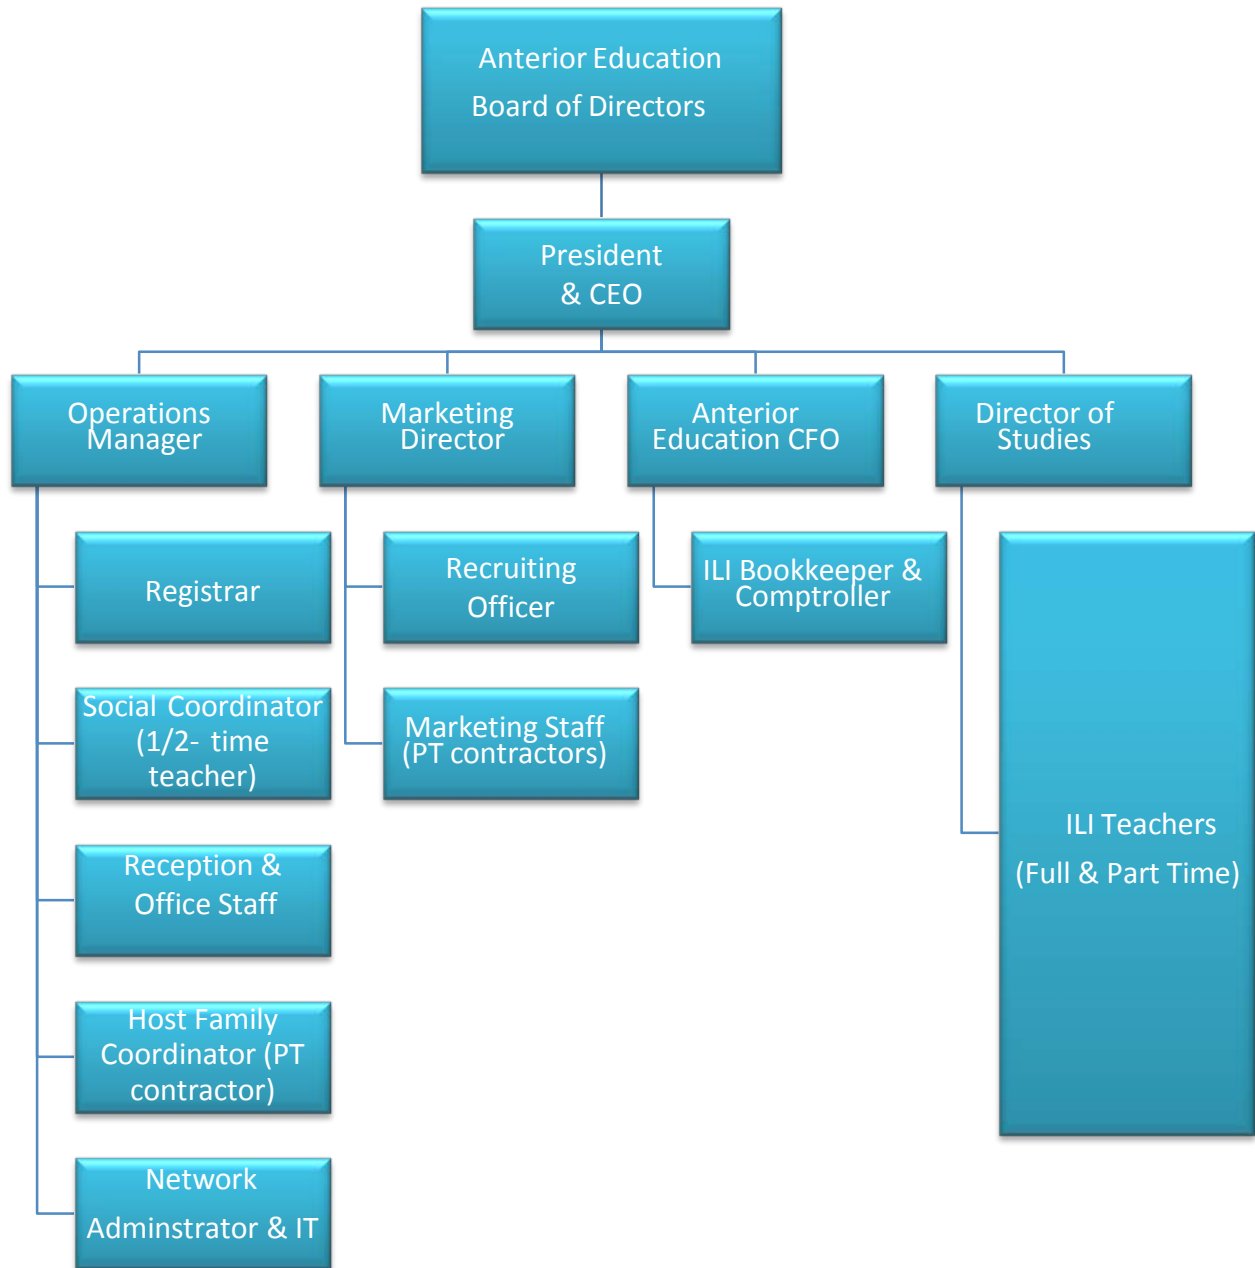 Anterior Education
Board of Directors
President
& CEO
Operations
Manager
Marketing
Director
Anterior
Education CFO
Director of
Studies
Registrar
Recruiting
Officer
ILI Bookkeeper &
Comptroller
Social Coordinator
(1/2- time
teacher)
Marketing Staff
(PT contractors)
Reception &
Office Staff
ILI Teachers
(Full & Part Time)
Host Family
Coordinator (PT
contractor)
Network
Adminstrator & IT